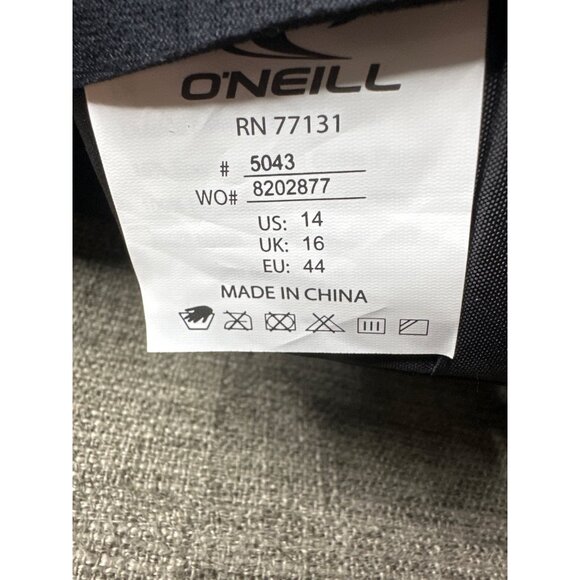 O'NEILL
RN 77131
# 5043
WO# 8202877
US: 14
UK: 16
EU: 44
MADE IN CHINA